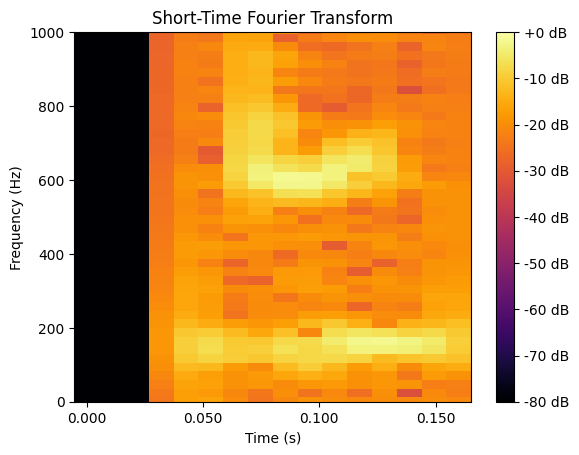 Short-Time Fourier Transform
Frequency (Hz)
1000
800
600
400
200
0
0.000
0.050
0.100
0.150
Time (s)
+0 dB
-10 dB
-20 dB
-30 dB
-40 dB
-50 dB
-60 dB
-70 dB
-80 dB